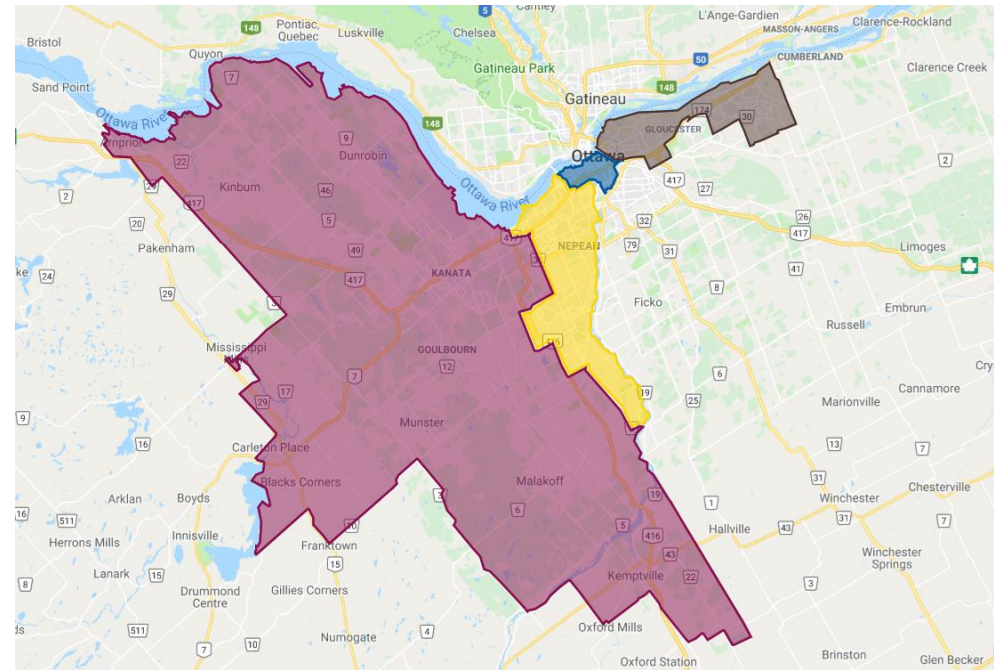 5
Cantley
L'Ange-Gardien
Bristol
148
Pontiac,
Quebec
Luskville
Chelsea
MASSON-ANGERS
Clarence-Rockland
Quyon
50
CUMBERLAND
Sand Point
7
Gatineau Park
148
Clarence Creek
Gatineau
Ottawa River
148
174
30
GLOUCESTER
Arnprior
9
Dunrobin
Ottawa
2
22
29
Kinburn
46
Ottawa River
417
27
2
417
5
32
26
20
417
NEPEAN
79
31
417
Limoges
Pakenham
49
KANATA
41
24
417
8
29
Ficko
Embrun
Russell
416
Mississippi
Mills
GOULBOURN
12
7
6
17
Cannamore
29
19
25
Marionville
9
Munster
16
13
7
Carleton Place
31
Blacks Corners
Malakoff
Arklan
Boyds
19
1
Winchester
Chesterville
16
511
6
5
31
7
Innisville
Hallville
43
Herrons Mills
Franktown
416
43
15
Winchester
Springs
Lanark
15
Kemptville
22
8
Drummond
Centre
Gillies Corners
3
511
4
Oxford Mills
Numogate
7
10
Oxford Station
Brinston
Glen Becker